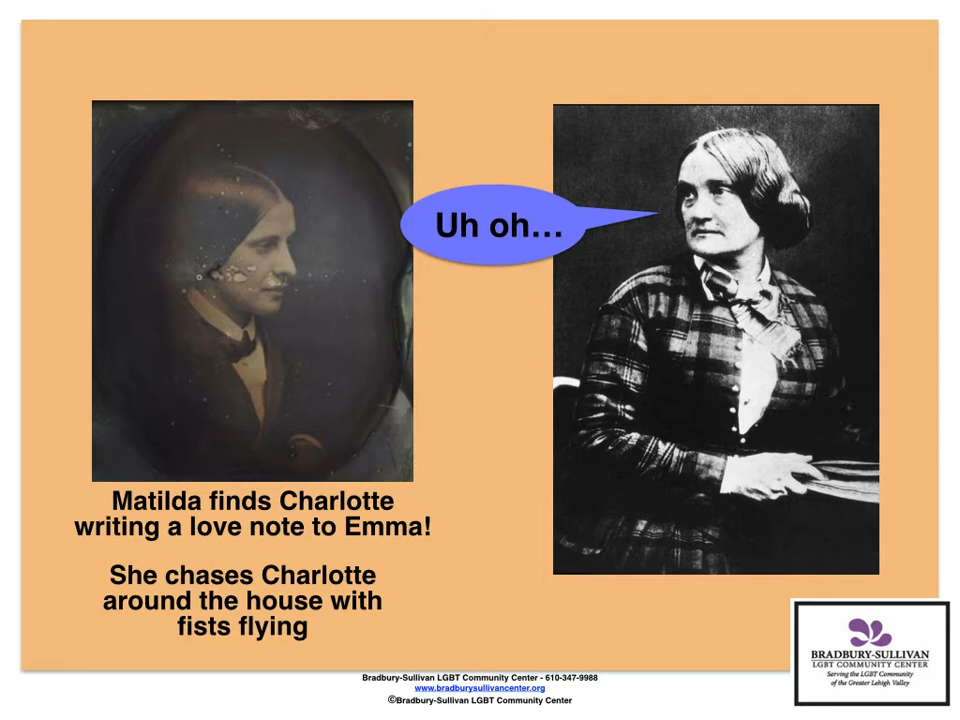 Uh oh…
Matilda finds Charlotte
writing a love note to Emma!
She chases Charlotte
around the house with
fists flying
BRADBURY-SULLIVAN
LGBT COMMUNITY CENTER
Serving the LGBT Community
of the Greater Lehigh Valley
Bradbury-Sullivan LGBT Community Center - 610-347-9988
www.bradburysullivancenter.org
©Bradbury-Sullivan LGBT Community Center